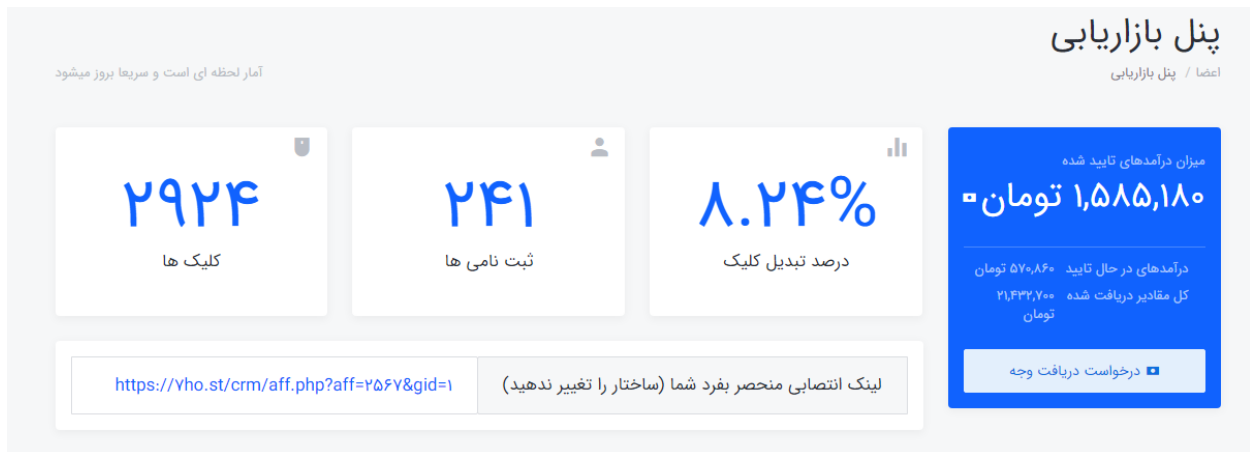 پنل بازاریابی
اعضا / پنل بازاریابی
آمار لحظه ای است و سریعا بروز میشود
میزان درآمدهای تایید شده
۱,۵۸۵,۱۸۰ تومان
درآمدهای در حال تایید ۵۷۰,۸۶۰ تومان
کل مقادیر دریافت شده ۲۱,۴۳۲,۷۰۰
تومان
درخواست دریافت وجه
۸.۲۴%
درصد تبدیل کلیک
۲۴۱
ثبت نامی ها
۲۹۲۴
کلیک ها
لینک انتصابی منحصر بفرد شما (ساختار را تغییر ندهید)
https://۷ho.st/crm/aff.php?aff=۲۵۶۷&gid=۱